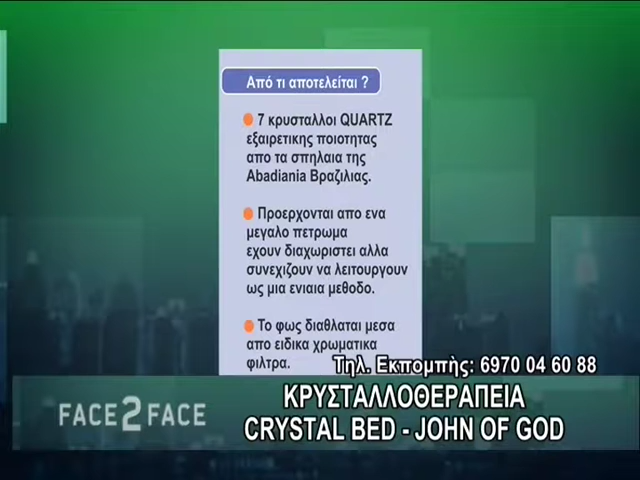 Από τι αποτελείται ?
7 κρυσταλλοι QUARTZ
εξαιρετικης ποιοτητας
απο τα σπηλαια της
Abadiania Βραζιλιας.
Προερχονται απο ενα
μεγαλο πετρωμα
εχουν διαχωριστει αλλα
συνεχιζουν να λειτουργουν
ως μια ενιαια μεθοδο.
Το φως διαθλαται μεσα
απο ειδικα χρωματικα
φιλτρα.
Τηλ. Εκπομπὴς: 6970 04 60 88
FACE2FACE
ΚΡΥΣΤΑΛΛΟΘΕΡΑΠΕΙΑ
CRYSTAL BED - JOHN OF GOD